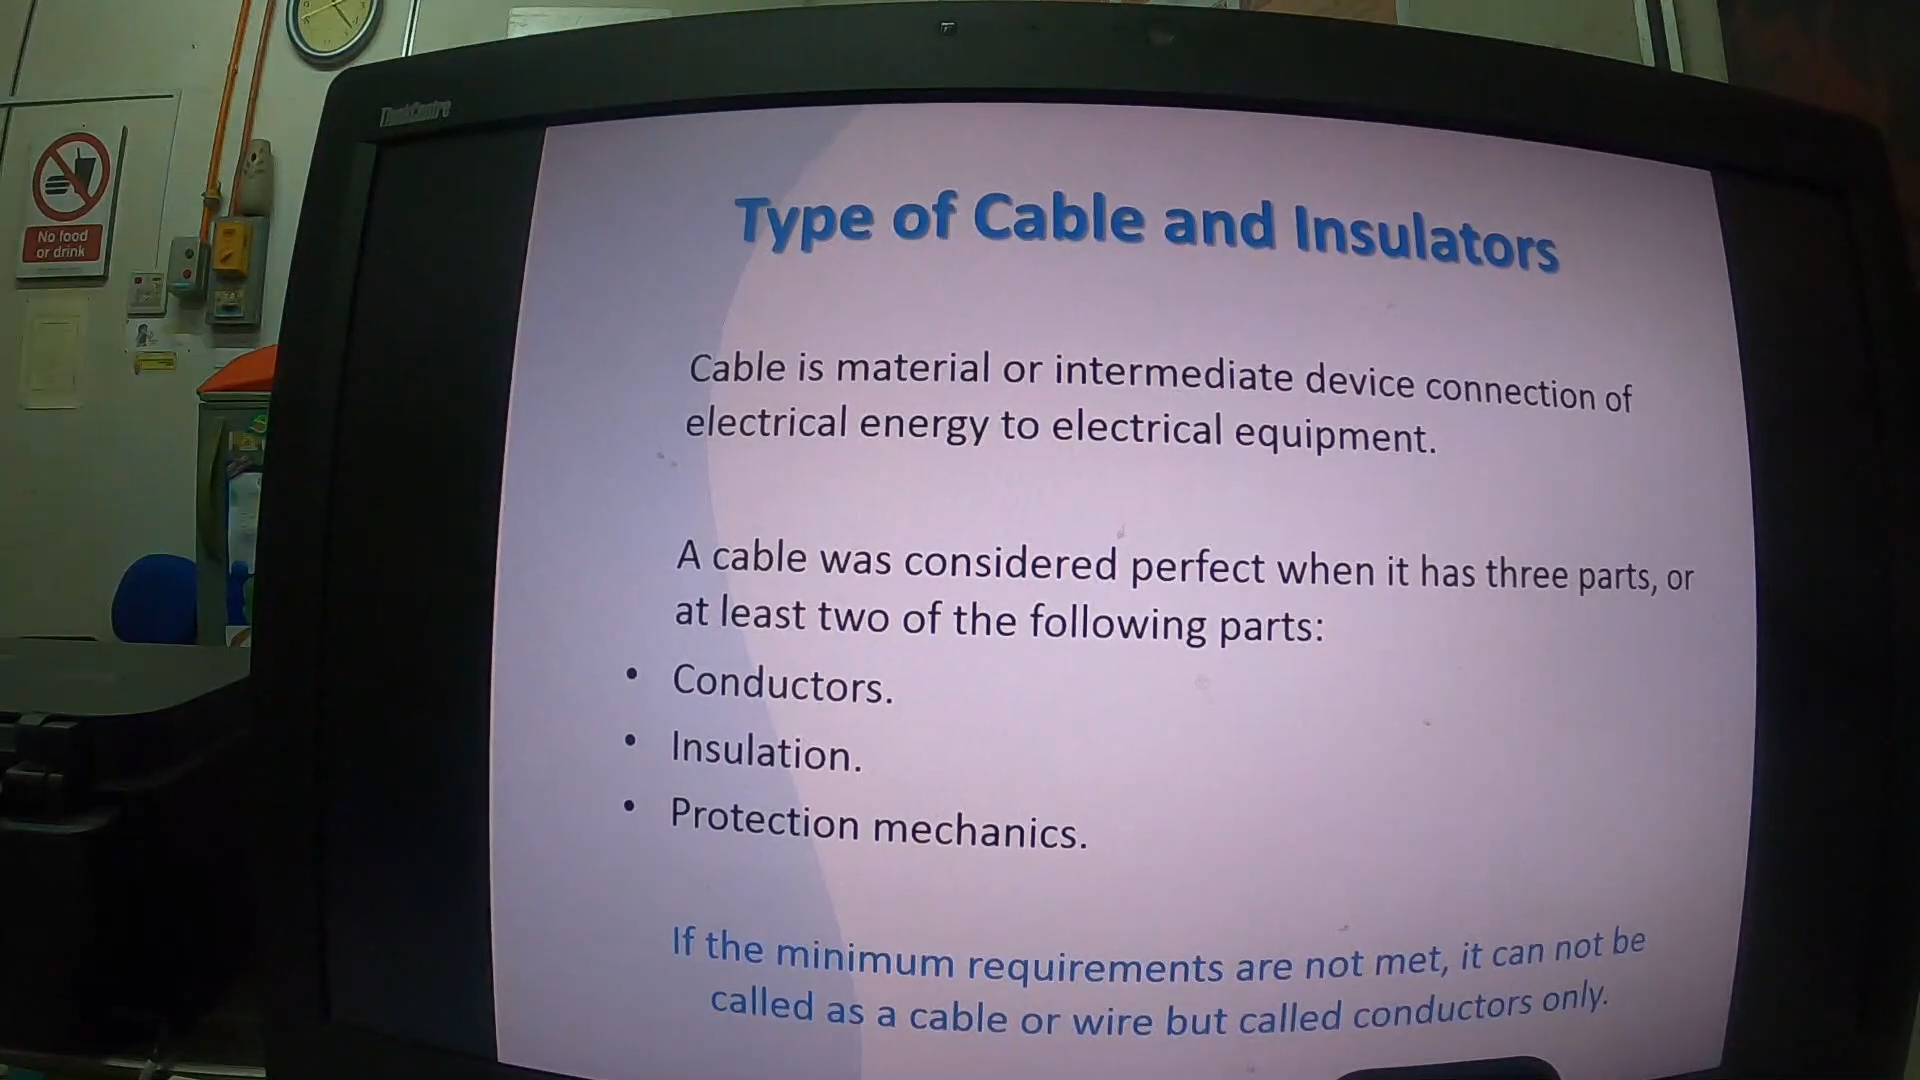 ThinkCentre
No food
or drink
Type of Cable and Insulators
Cable is material or intermediate device connection of
electrical energy to electrical equipment.
A cable was considered perfect when it has three parts, or
at least two of the following parts:
• Conductors.
• Insulation.
• Protection mechanics.
If the minimum requirements are not met, it can not be
called as a cable or wire but called conductors only.